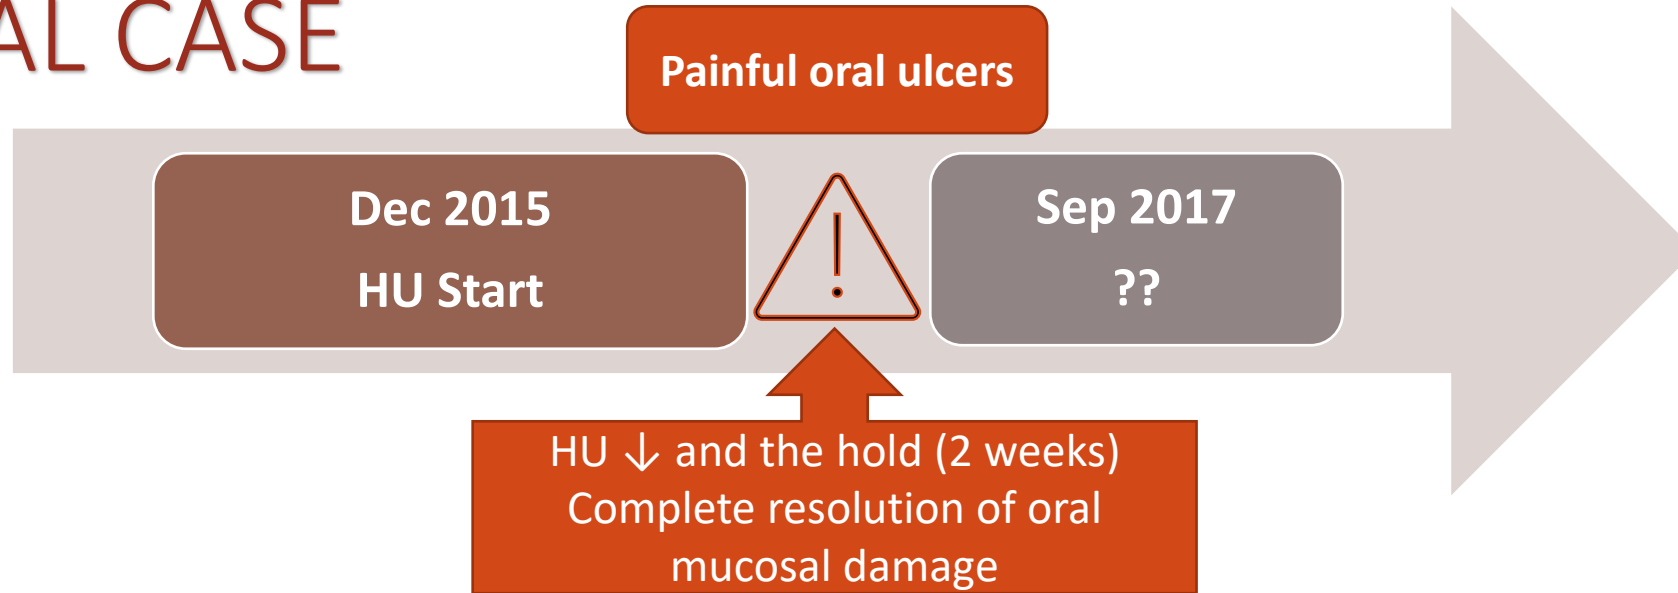 AL CASE
Painful oral ulcers
Dec 2015
HU Start
Sep 2017
??
HU ↓ and the hold (2 weeks)
Complete resolution of oral
mucosal damage